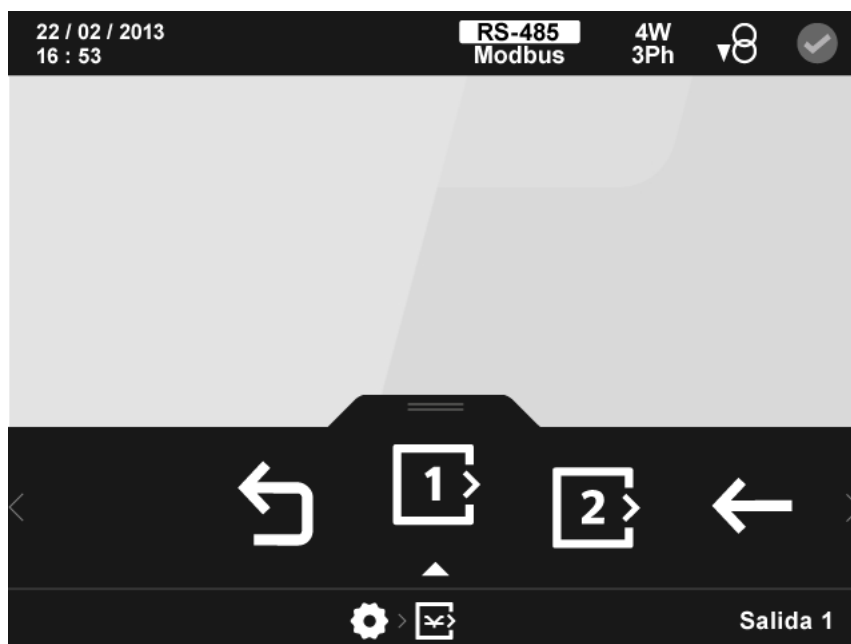 22 / 02 / 2013
16 : 53
RS-485
Modbus
4W
3Ph
1
2
Salida 1